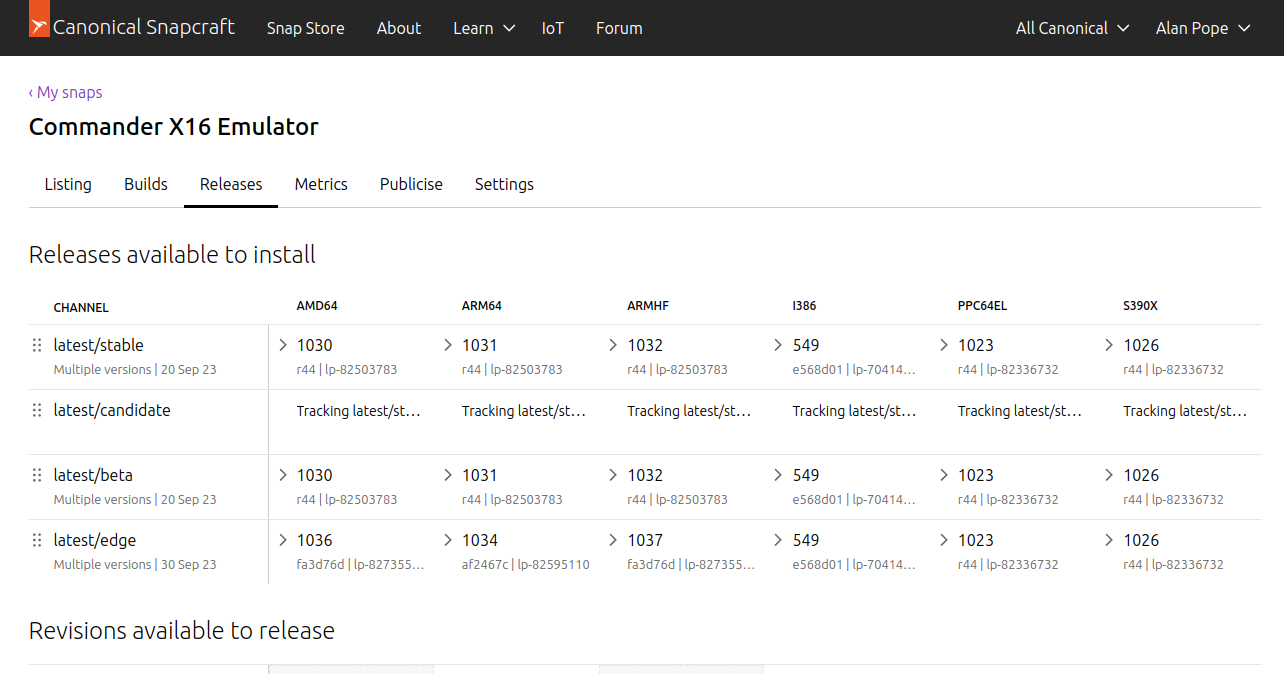 Canonical Snapcraft Snap Store About Learn IoT Forum All Canonical Alan Pope
‹ My snaps
Commander X16 Emulator
Listing Builds Releases Metrics Publicise Settings
Releases available to install
CHANNEL AMD64 ARM64 ARMHF I386 PPC64EL S390X
latest/stable 1030 1031 1032 549 1023 1026
Multiple versions | 20 Sep 23 r44 | lp-82503783 r44 | lp-82503783 r44 | lp-82503783 e568d01 | lp-70414... r44 | lp-82336732 r44 | lp-82336732
latest/candidate Tracking latest/st... Tracking latest/st... Tracking latest/st... Tracking latest/st... Tracking latest/st... Tracking latest/st...
latest/beta 1030 1031 1032 549 1023 1026
Multiple versions | 20 Sep 23 r44 | lp-82503783 r44 | lp-82503783 r44 | lp-82503783 e568d01 | lp-70414... r44 | lp-82336732 r44 | lp-82336732
latest/edge 1036 1034 1037 549 1023 1026
Multiple versions | 30 Sep 23 fa3d76d | lp-827355... af2467c | lp-82595110 fa3d76d | lp-827355... e568d01 | lp-70414... r44 | lp-82336732 r44 | lp-82336732
Revisions available to release